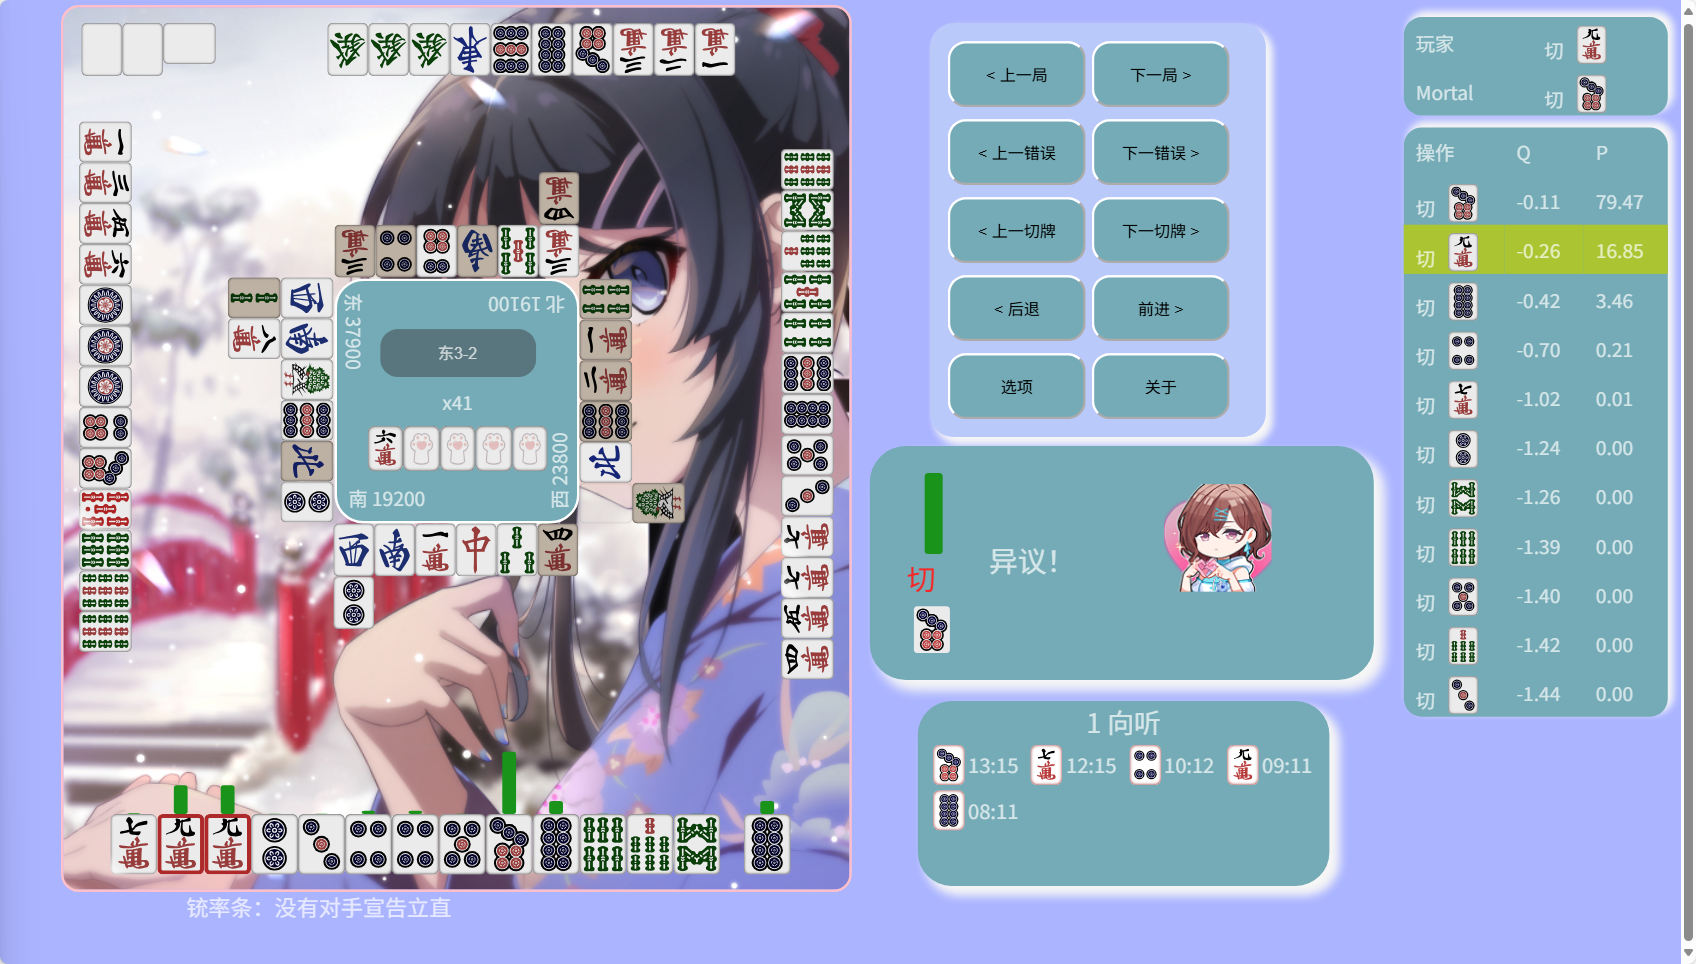 < 上一局
下一局 >
< 上一错误
下一错误 >
< 上一切牌
下一切牌 >
< 后退
前进 >
选项
关于
玩家 切
Mortal 切
操作 Q P
切 -0.11 79.47
切 -0.26 16.85
切 -0.42 3.46
切 -0.70 0.21
切 -1.02 0.01
切 -1.24 0.00
切 -1.26 0.00
切 -1.39 0.00
切 -1.40 0.00
切 -1.42 0.00
切 -1.44 0.00
东 37900
北 19100
东3-2
x41
西 23800
南 19200
切
异议!
1 向听
13:15 12:15 10:12 09:11
08:11
铳率条：没有对手宣告立直